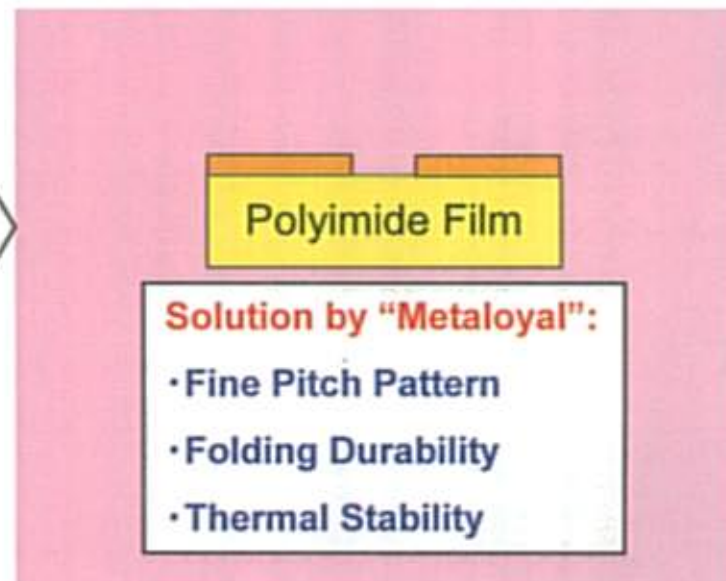 Polyimide Film
Solution by “Metaloyal”:
・Fine Pitch Pattern
・Folding Durability
・Thermal Stability